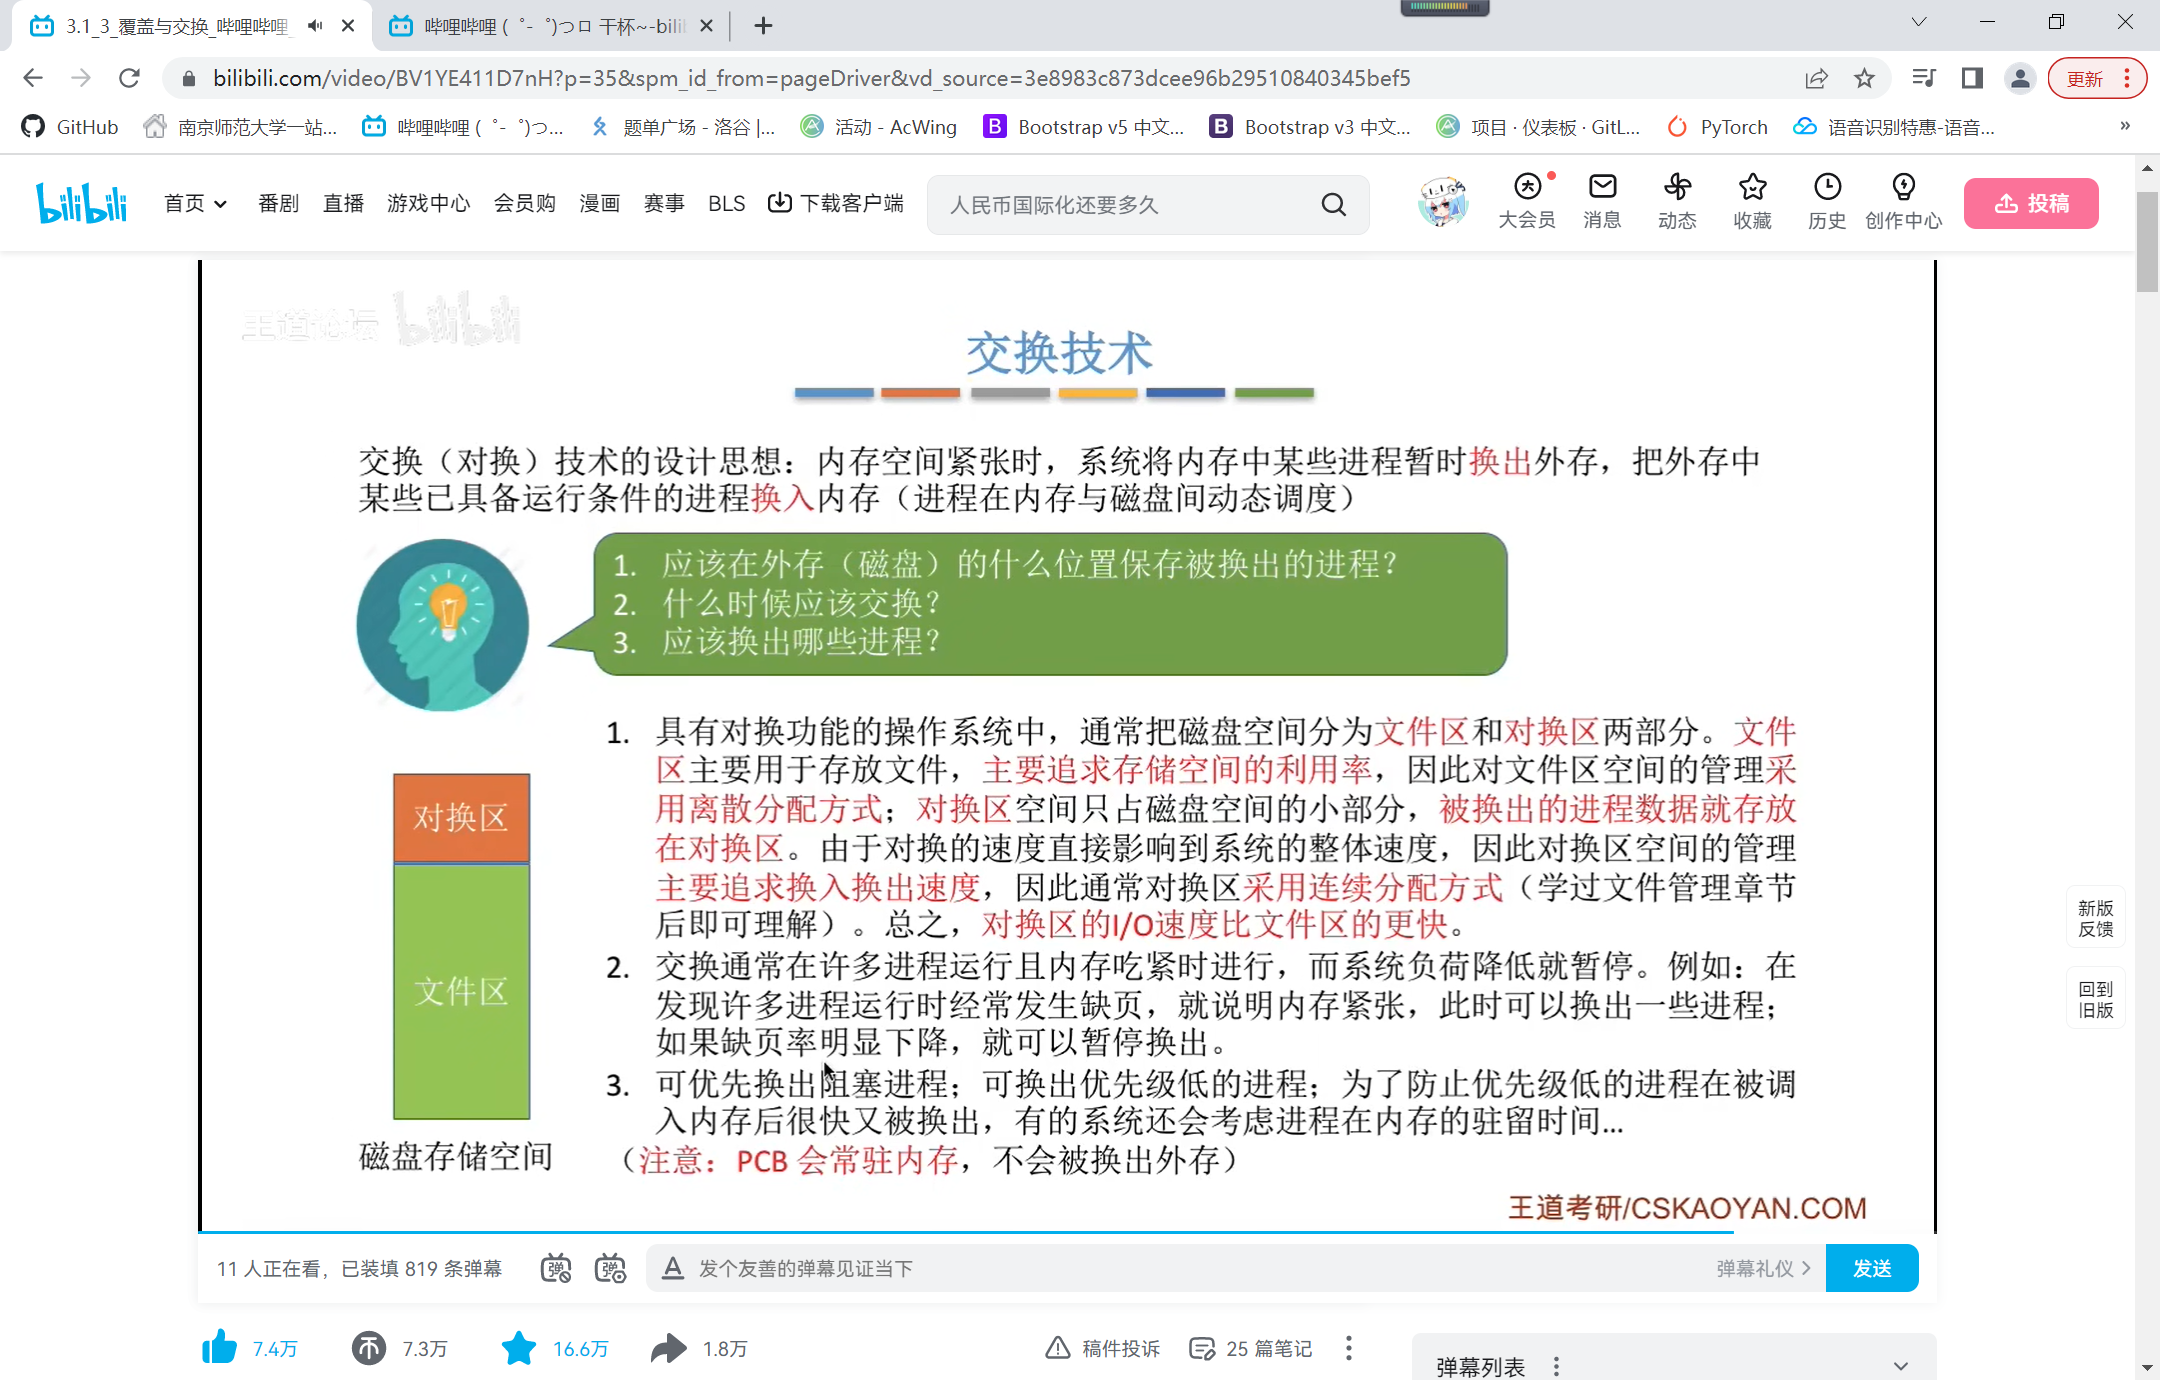 3.1_3_覆盖与交换_哔哩哔哩_
哔哩哔哩 (゜-゜)つロ 干杯~-bili
bilibili.com/video/BV1YE411D7nH?p=35&spm_id_from=pageDriver&vd_source=3e8983c873dcee96b29510840345bef5
更新
GitHub
南京师范大学一站...
哔哩哔哩 (゜-゜)つ...
题单广场 - 洛谷 |...
活动 - AcWing
Bootstrap v5 中文...
Bootstrap v3 中文...
项目 · 仪表板 · GitL...
PyTorch
语音识别特惠-语音...
»
bilibili
首页
番剧
直播
游戏中心
会员购
漫画
赛事
BLS
下载客户端
人民币国际化还要多久
大会员
消息
动态
收藏
历史
创作中心
投稿
王道论坛 bilibili
交换技术
交换（对换）技术的设计思想：内存空间紧张时，系统将内存中某些进程暂时换出外存，把外存中
某些已具备运行条件的进程换入内存（进程在内存与磁盘间动态调度）
1. 应该在外存（磁盘）的什么位置保存被换出的进程？
2. 什么时候应该交换？
3. 应该换出哪些进程？
1. 具有对换功能的操作系统中，通常把磁盘空间分为文件区和对换区两部分。文件
区主要用于存放文件，主要追求存储空间的利用率，因此对文件区空间的管理采
用离散分配方式；对换区空间只占磁盘空间的小部分，被换出的进程数据就存放
在对换区。由于对换的速度直接影响到系统的整体速度，因此对换区空间的管理
主要追求换入换出速度，因此通常对换区采用连续分配方式（学过文件管理章节
后即可理解）。总之，对换区的I/O速度比文件区的更快。
2. 交换通常在许多进程运行且内存吃紧时进行，而系统负荷降低就暂停。例如：在
发现许多进程运行时经常发生缺页，就说明内存紧张，此时可以换出一些进程；
如果缺页率明显下降，就可以暂停换出。
3. 可优先换出阻塞进程；可换出优先级低的进程；为了防止优先级低的进程在被调
入内存后很快又被换出，有的系统还会考虑进程在内存的驻留时间...
（注意：PCB 会常驻内存，不会被换出外存）
对换区
文件区
磁盘存储空间
王道考研/CSKAOYAN.COM
新版
反馈
回到
旧版
11 人正在看，已装填 819 条弹幕
弹
弹
A 发个友善的弹幕见证当下
弹幕礼仪
发送
7.4万
7.3万
16.6万
1.8万
稿件投诉
25 篇笔记
弹幕列表